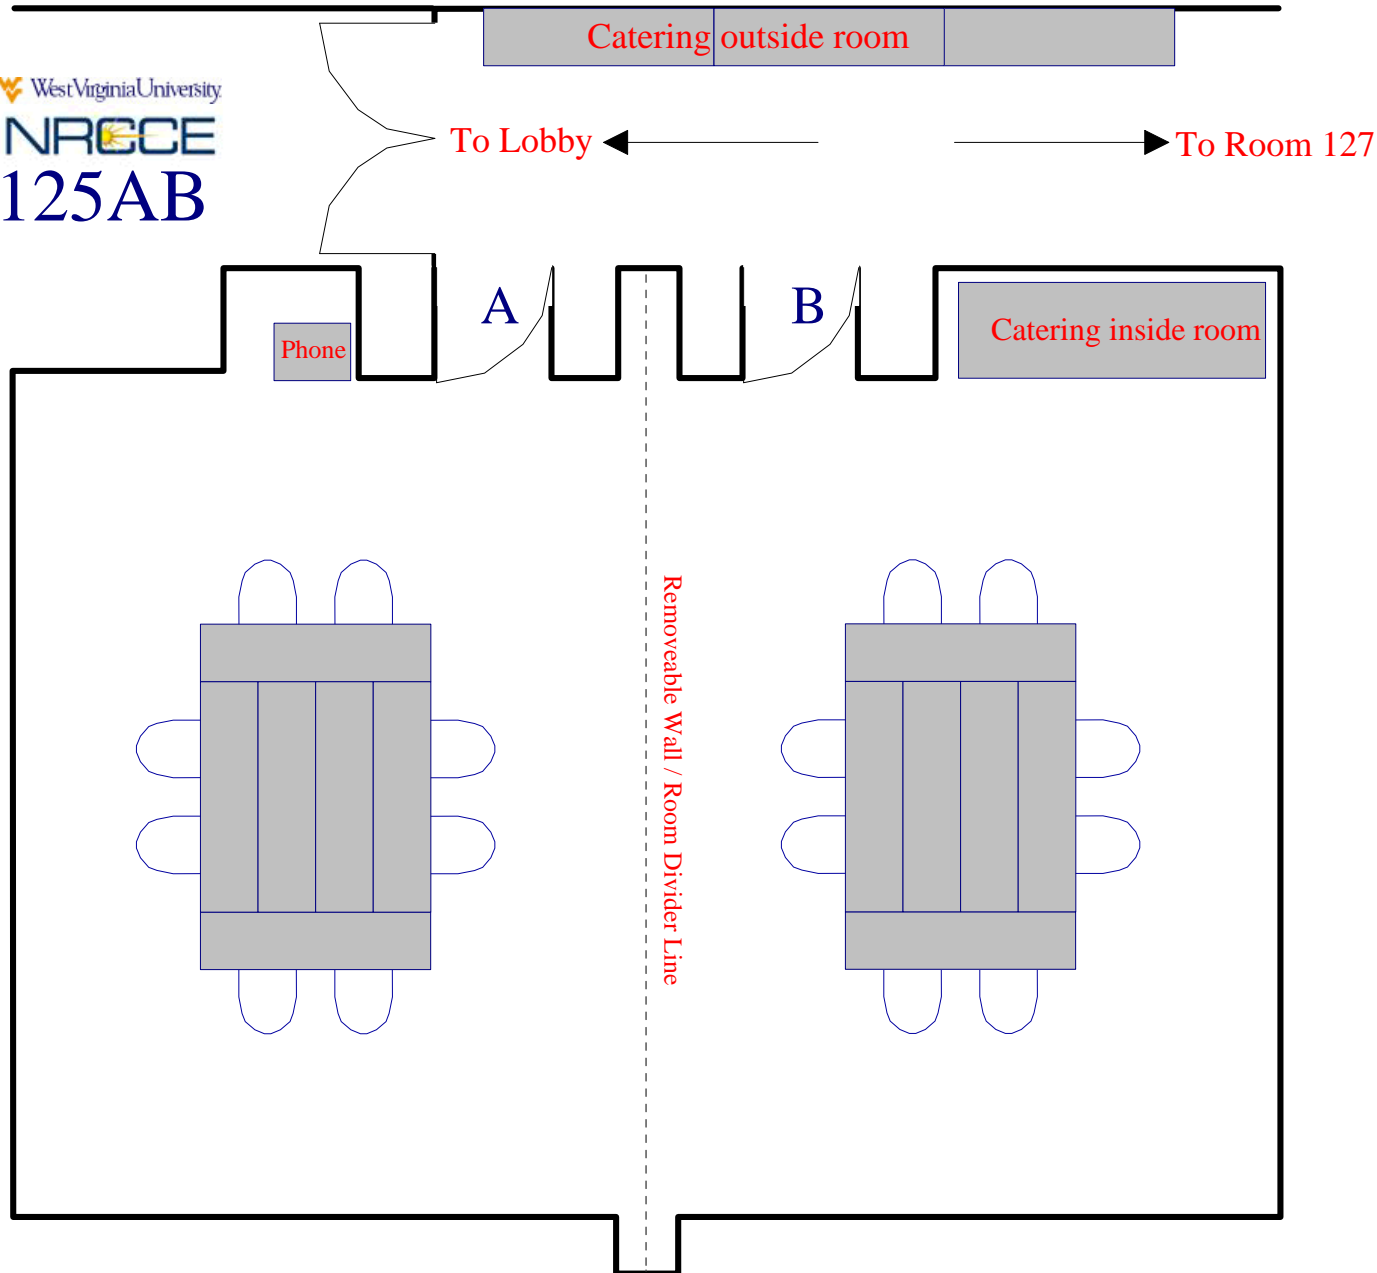 Catering outside room
West Virginia University
NRCCE
To Lobby
To Room 127
125AB
A
B
Phone
Catering inside room
Removeable Wall / Room Divider Line